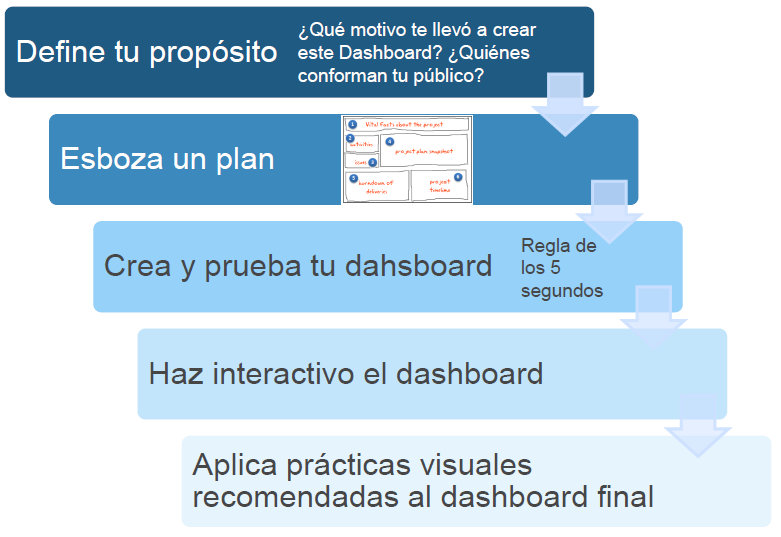 Define tu propósito
¿Qué motivo te llevó a crear
este Dashboard? ¿Quiénes
conforman tu público?
Esboza un plan
1 Vital Facts about the project
2
activities
4
project plan snapshot
issues 3
5
burndown of
deliveries
6
project
timeline
Crea y prueba tu dahsboard
Regla de
los 5
segundos
Haz interactivo el dashboard
Aplica prácticas visuales
recomendadas al dashboard final